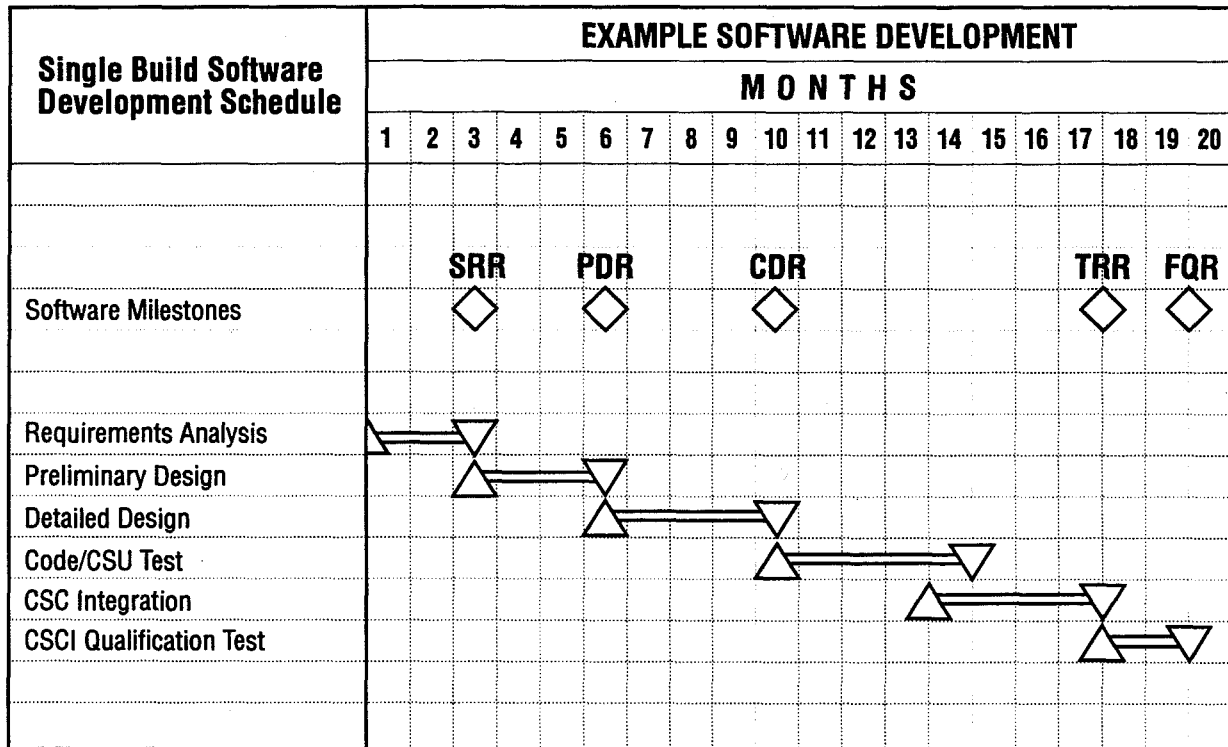 EXAMPLE SOFTWARE DEVELOPMENT
Single Build Software
Development Schedule
MONTHS
1 2 3 4 5 6 7 8 9 10 11 12 13 14 15 16 17 18 19 20
SRR PDR CDR TRR FQR
Software Milestones
Requirements Analysis
Preliminary Design
Detailed Design
Code/CSU Test
CSC Integration
CSCI Qualification Test